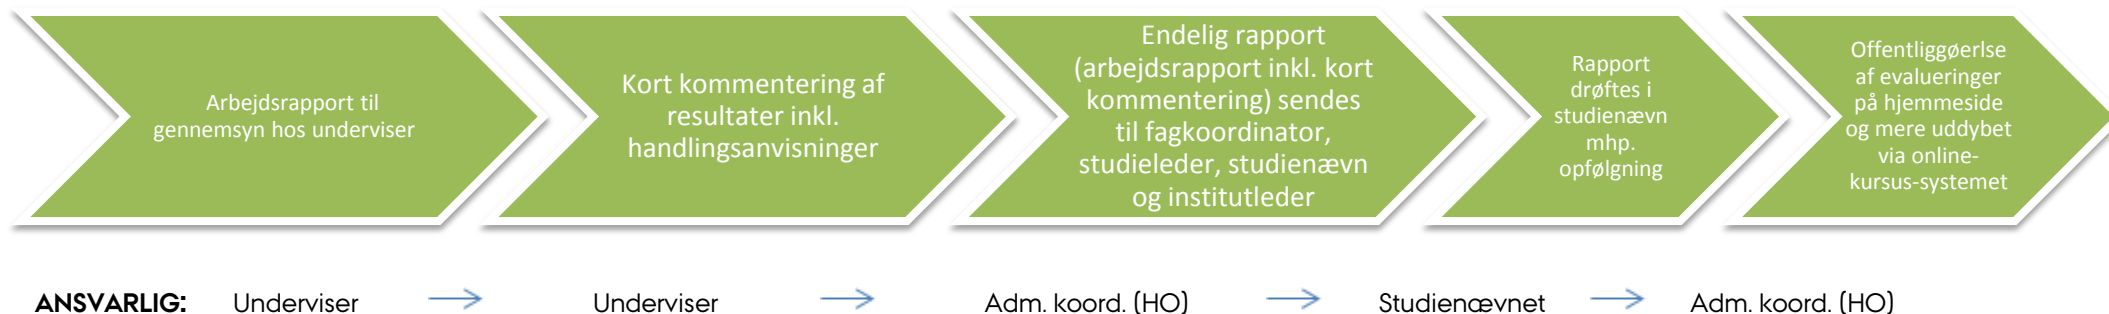 Arbejdsrapport til
gennemsyn hos underviser
Kort kommentering af
resultater inkl.
handlingsanvisninger
Endelig rapport
(arbejdsrapport inkl. kort
kommentering) sendes
til fagkoordinator,
studieleder, studienævn
og institutleder
Rapport
drøftes i
studienævn
mhp.
opfølgning
Offentliggøerlse
af evalueringer
på hjemmeside
og mere uddybet
via online-
kursus-systemet
ANSVARLIG: Underviser → Underviser → Adm. koord. (HO) → Studienævnet → Adm. koord. (HO)